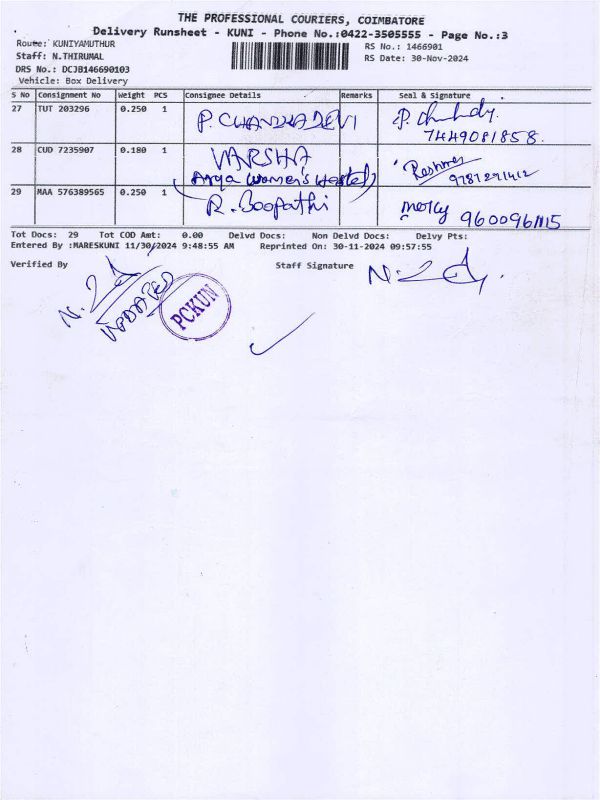 THE PROFESSIONAL COURIERS, COIMBATORE
Delivery Runsheet - KUNI - Phone No.:0422-3505555 - Page No.:3
Route: KUNIYAMUTHUR RS No.: 1466901
Staff: N.THIRUMAL RS Date: 30-Nov-2024
DRS No.: DCJB146690103
Vehicle: Box Delivery
S No Consignment No Weight PCS Consignee Details Remarks Seal & Signature
27 TUT 203296 0.250 1 P. CHANDRADEVI
7449081858.
28 CUD 7235907 0.180 1 VARSHA
(Arya Women's Hostel) 9787291412
29 MAA 576389565 0.250 1 R. Boopathi Mercy 9600961115
Tot Docs: 29 Tot COD Amt: 0.00 Delvd Docs: Non Delvd Docs: Delvy Pts:
Entered By :MARESKUNI 11/30/2024 9:48:55 AM Reprinted On: 30-11-2024 09:57:55
Verified By Staff Signature
UPDATED
PCKUN